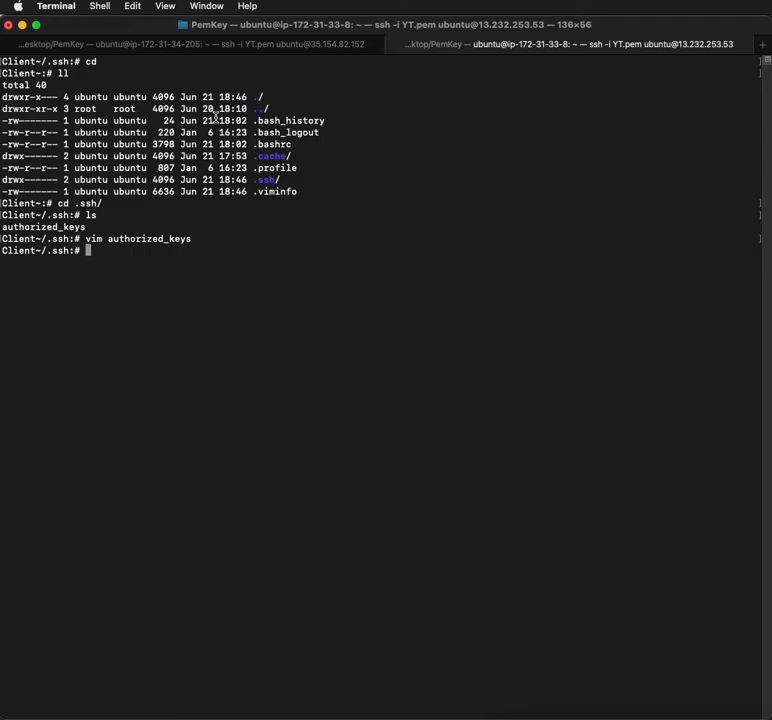 Terminal Shell Edit View Window Help
PemKey — ubuntu@ip-172-31-33-8: ~ — ssh -i YT.pem ubuntu@13.232.253.53 — 136×56
...esktop/PemKey — ubuntu@ip-172-31-34-205: ~ — ssh -i YT.pem ubuntu@35.154.82.152
...ktop/PemKey — ubuntu@ip-172-31-33-8: ~ — ssh -i YT.pem ubuntu@13.232.253.53 +
[Client~/.ssh:# cd ]
[Client~:# ll ]
total 40
drwxr-x--- 4 ubuntu ubuntu 4096 Jun 21 18:46 ./
drwxr-xr-x 3 root   root   4096 Jun 20 18:10 ../
-rw------- 1 ubuntu ubuntu   24 Jun 21 18:02 .bash_history
-rw-r--r-- 1 ubuntu ubuntu  220 Jan  6 16:23 .bash_logout
-rw-r--r-- 1 ubuntu ubuntu 3798 Jun 21 18:02 .bashrc
drwx------ 2 ubuntu ubuntu 4096 Jun 21 17:53 .cache/
-rw-r--r-- 1 ubuntu ubuntu  807 Jan  6 16:23 .profile
drwx------ 2 ubuntu ubuntu 4096 Jun 21 18:46 .ssh/
-rw------- 1 ubuntu ubuntu 6636 Jun 21 18:46 .viminfo
[Client~:# cd .ssh/ ]
[Client~/.ssh:# ls ]
authorized_keys
[Client~/.ssh:# vim authorized_keys ]
Client~/.ssh:#